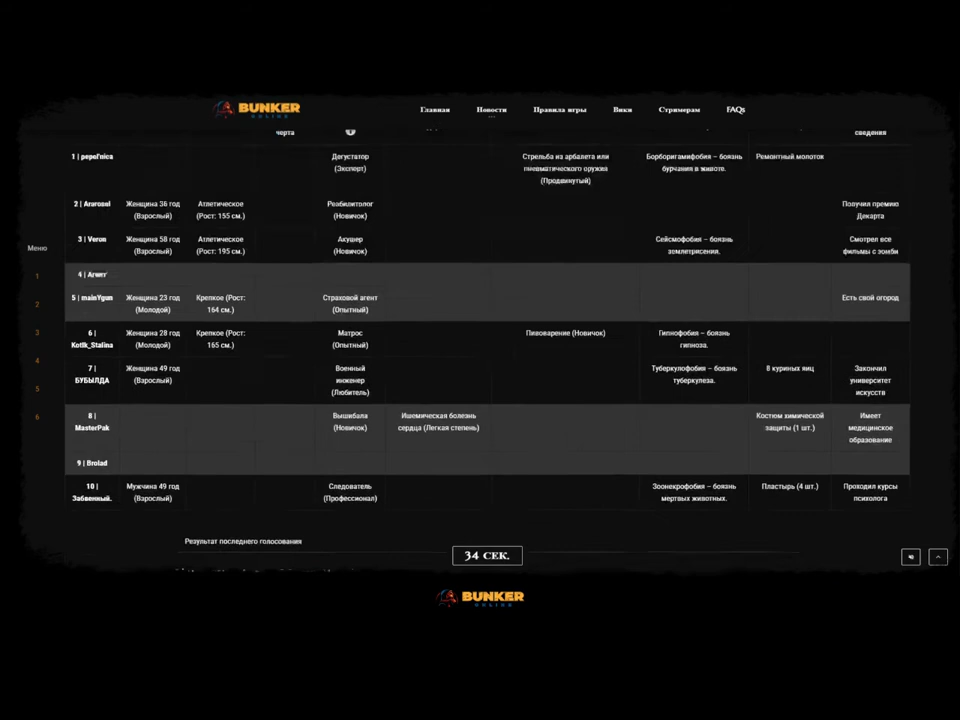 BUNKER
ONLINE
Главная Новости Правила игры Вики Стримерам FAQs
черта сведения
1 | pepel'nica Дегустатор Стрельба из арбалета или Борборигамифобия – боязнь Ремонтный молоток
(Эксперт) пневматического оружия бурчания в животе.
(Продвинутый)
2 | Ararosel Женщина 36 год Атлетическое Реабилитолог Получил премию
(Взрослый) (Рост: 155 см.) (Новичок) Декарта
3 | Veron Женщина 58 год Атлетическое Акушер Сейсмофобия – боязнь Смотрел все
(Взрослый) (Рост: 195 см.) (Новичок) землетрясения. фильмы с зомби
Меню
4 | Агент
1
5 | mainYgun Женщина 23 год Крепкое (Рост: Страховой агент Есть свой огород
2
(Молодой) 164 см.) (Опытный)
3
6 | Женщина 28 год Крепкое (Рост: Матрос Пивоварение (Новичок) Гипнофобия – боязнь
Kotik_Stalina (Молодой) 165 см.) (Опытный) гипноза.
4
7 | Женщина 49 год Военный Туберкулофобия – боязнь 8 куриных яиц Закончил
БУБЫЛДА (Взрослый) инженер туберкулеза. университет
5
(Любитель) искусств
6
8 | Вышибала Ишемическая болезнь Костюм химической Имеет
MasterPak (Новичок) сердца (Легкая степень) защиты (1 шт.) медицинское
образование
9 | Brolad
10 | Мужчина 49 год Следователь Зоонекрофобия – боязнь Пластырь (4 шт.) Проходил курсы
Забвенный. (Взрослый) (Профессионал) мертвых животных. психолога
Результат последнего голосования
34 СЕК.
BUNKER
ONLINE